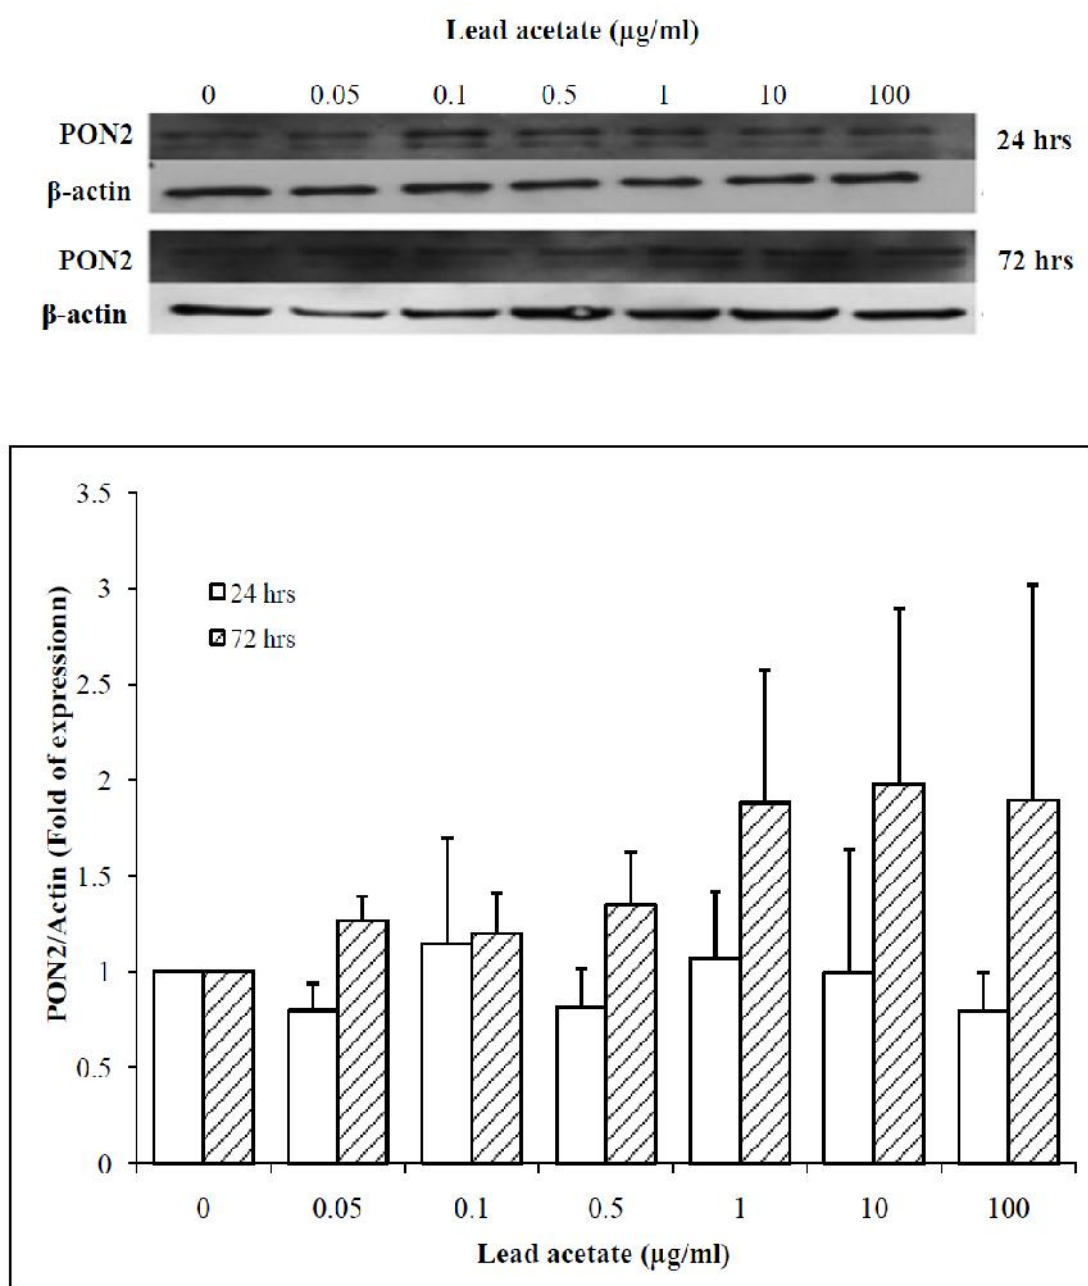 Lead acetate (µg/ml)
0 0.05 0.1 0.5 1 10 100
PON2 24 hrs
β-actin
PON2 72 hrs
β-actin
3.5
3
2.5
2
1.5
1
0.5
0
PON2/Actin (Fold of expressionn)
24 hrs
72 hrs
0 0.05 0.1 0.5 1 10 100
Lead acetate (µg/ml)